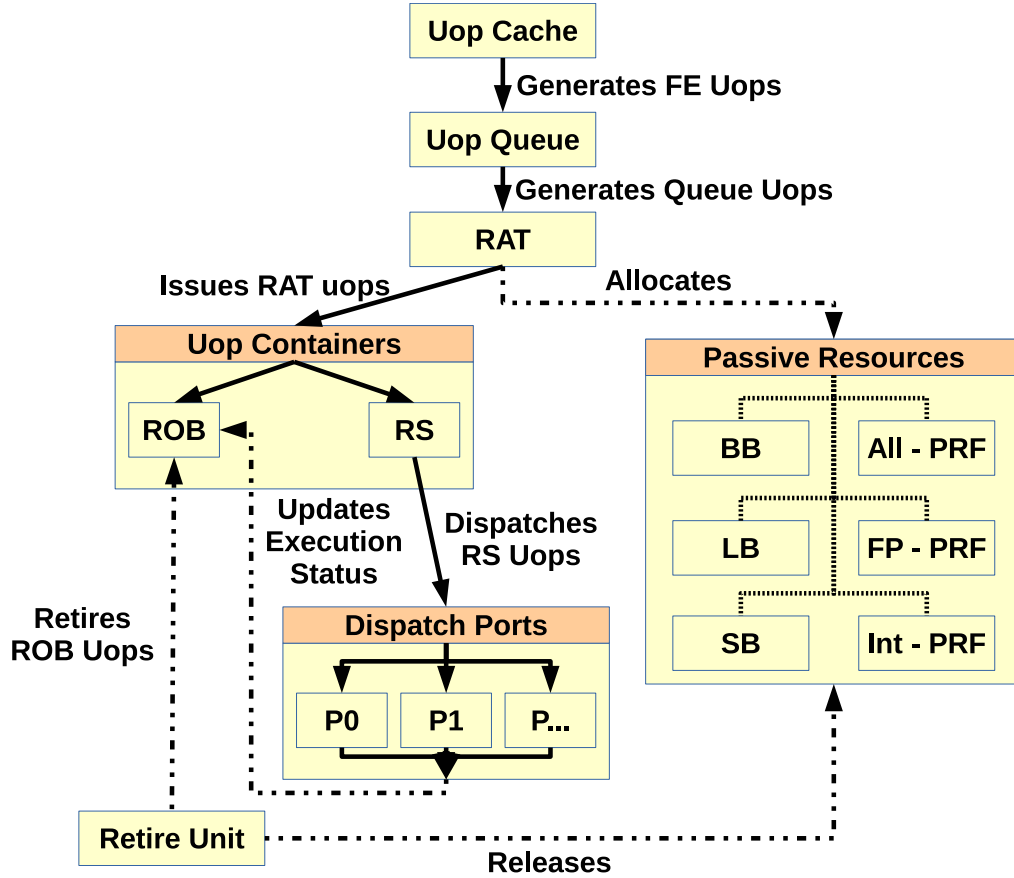 Uop Cache
Generates FE Uops
Uop Queue
Generates Queue Uops
RAT
Issues RAT uops
Allocates
Uop Containers
ROB
RS
Passive Resources
BB
All - PRF
LB
FP - PRF
SB
Int - PRF
Updates
Execution
Status
Dispatches
RS Uops
Retires
ROB Uops
Dispatch Ports
P0
P1
P...
Retire Unit
Releases